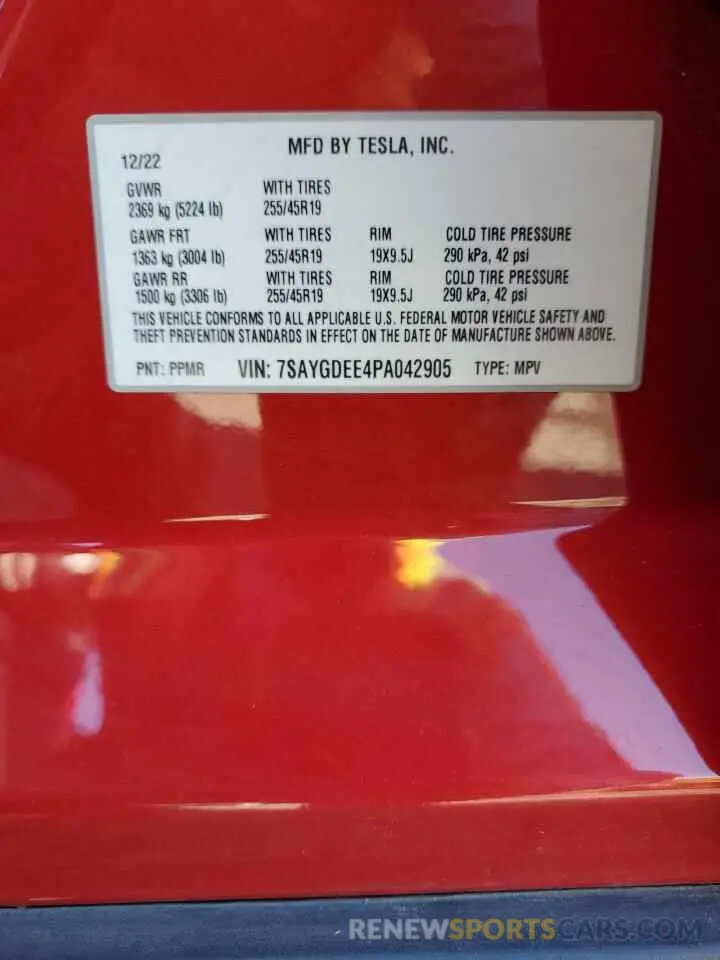 MFD BY TESLA, INC.
12/22
GVWR WITH TIRES
2369 kg (5224 lb) 255/45R19
GAWR FRT WITH TIRES RIM COLD TIRE PRESSURE
1363 kg (3004 lb) 255/45R19 19X9.5J 290 kPa, 42 psi
GAWR RR WITH TIRES RIM COLD TIRE PRESSURE
1500 kg (3306 lb) 255/45R19 19X9.5J 290 kPa, 42 psi
THIS VEHICLE CONFORMS TO ALL APPLICABLE U.S. FEDERAL MOTOR VEHICLE SAFETY AND
THEFT PREVENTION STANDARDS IN EFFECT ON THE DATE OF MANUFACTURE SHOWN ABOVE.
PNT: PPMR VIN: 7SAYGDEE4PA042905 TYPE: MPV
RENEWSPORTSCARS.COM